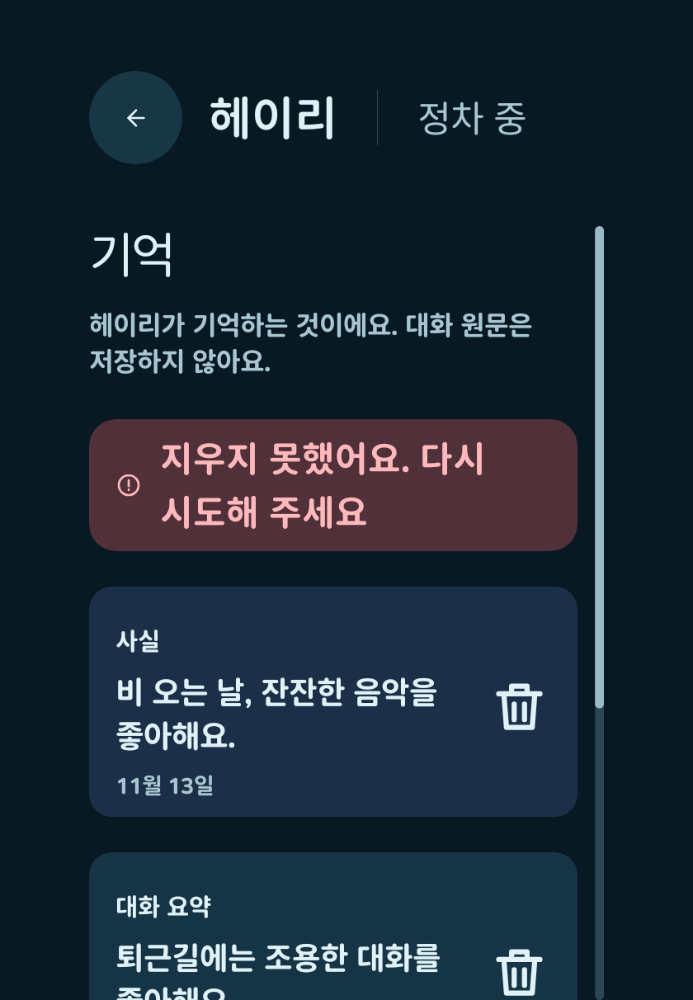 헤이리
정차 중
기억
헤이리가 기억하는 것이에요. 대화 원문은
저장하지 않아요.
지우지 못했어요. 다시
시도해 주세요
사실
비 오는 날, 잔잔한 음악을
좋아해요.
11월 13일
대화 요약
퇴근길에는 조용한 대화를
좋아해요